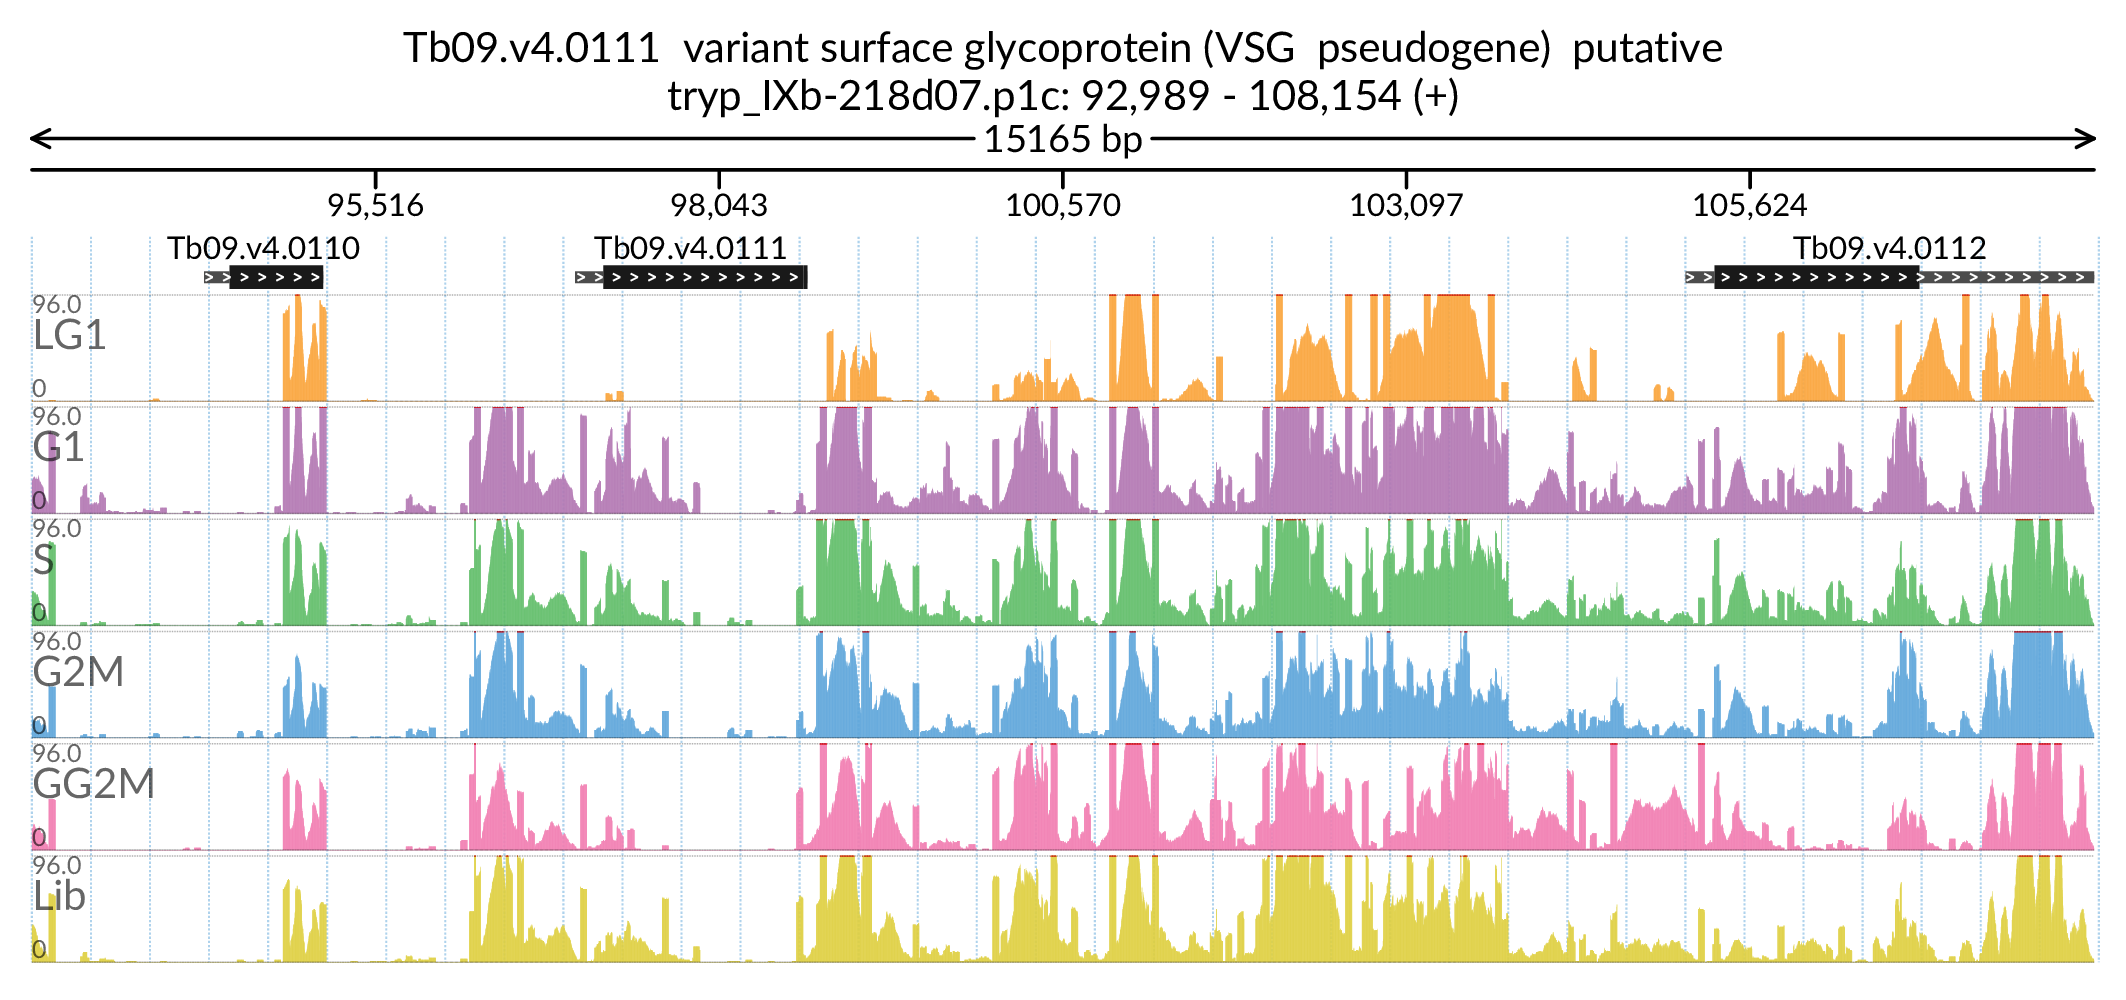 Tb09.v4.0111  variant surface glycoprotein (VSG  pseudogene)  putative
tryp_IXb-218d07.p1c: 92,989 - 108,154 (+)
15165 bp
95,516 98,043 100,570 103,097 105,624
Tb09.v4.0110 Tb09.v4.0111 Tb09.v4.0112
96.0
LG1
0
96.0
G1
0
96.0
S
0
96.0
G2M
0
96.0
GG2M
0
96.0
Lib
0